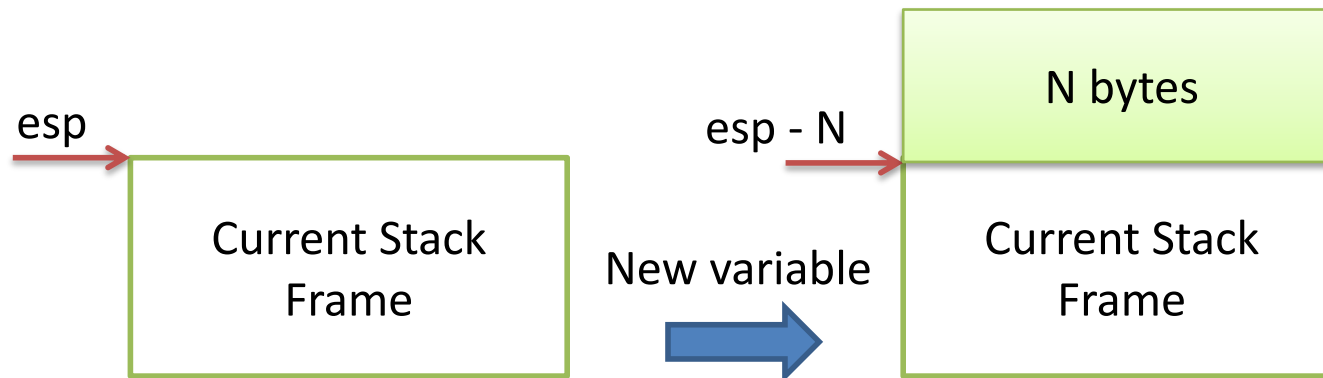 esp
Current Stack
Frame
New variable
esp - N
N bytes
Current Stack
Frame